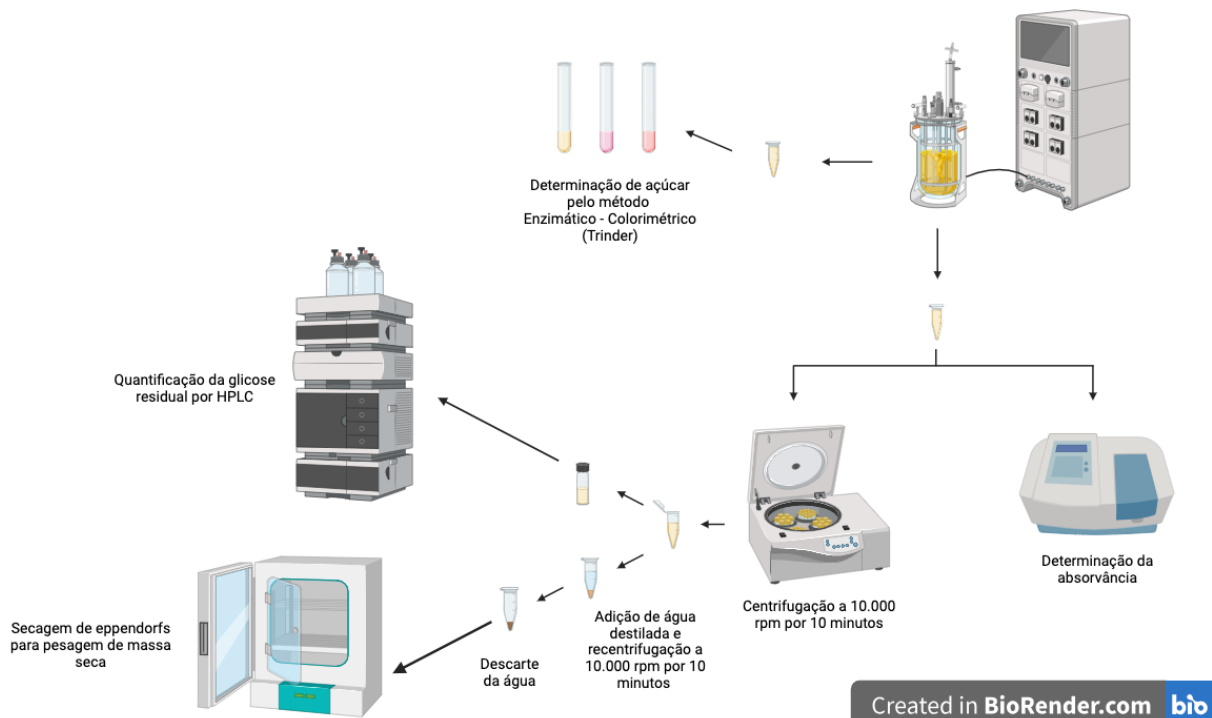 Determinação de açúcar
pelo método
Enzimático - Colorimétrico
(Trinder)
Quantificação da glicose
residual por HPLC
Determinação da
absorvância
Centrifugação a 10.000
rpm por 10 minutos
Adição de água
destilada e
recentrifugação a
10.000 rpm por 10
minutos
Descarte
da água
Secagem de eppendorfs
para pesagem de massa
seca
Created in BioRender.com bio